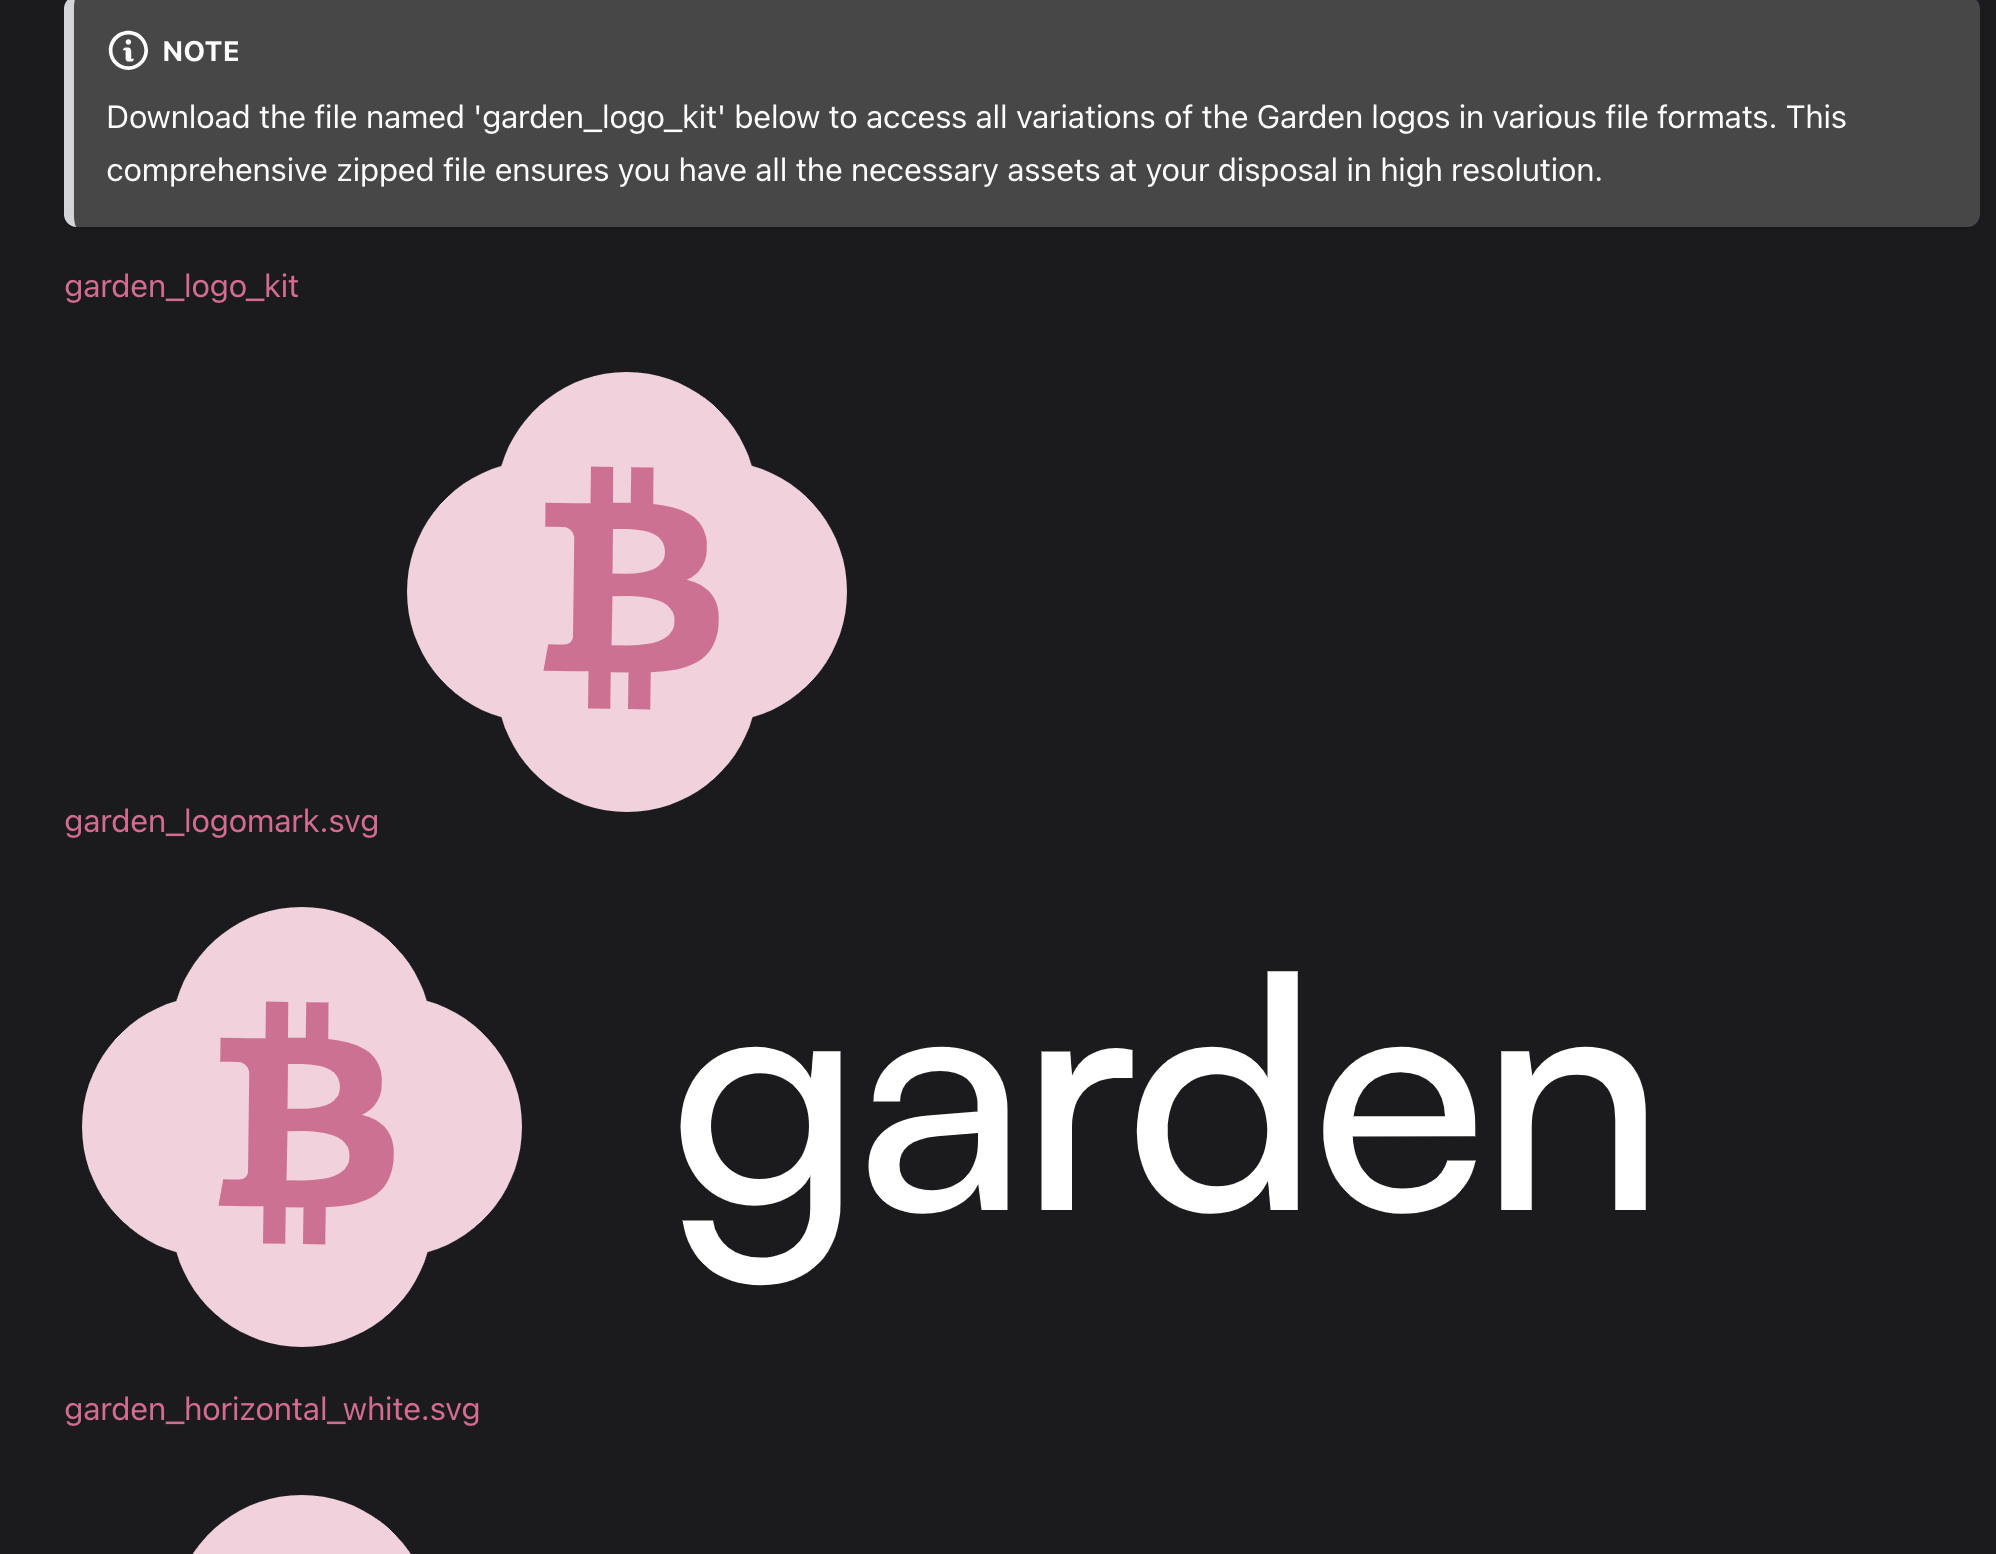 NOTE
Download the file named 'garden_logo_kit' below to access all variations of the Garden logos in various file formats. This
comprehensive zipped file ensures you have all the necessary assets at your disposal in high resolution.
garden_logo_kit
garden_logomark.svg
garden
garden_horizontal_white.svg